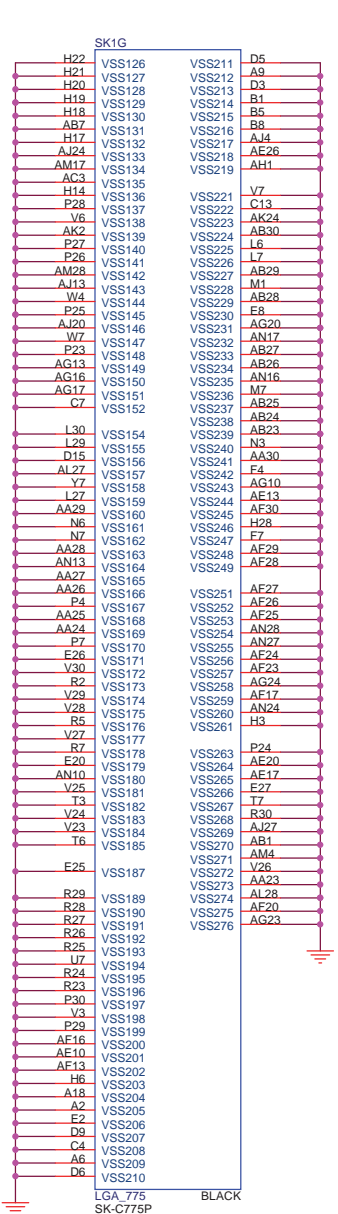 SK1G
H22 VSS126
H21 VSS127
H20 VSS128
H19 VSS129
H18 VSS130
AB7 VSS131
H17 VSS132
AJ24 VSS133
AM17 VSS134
AC3 VSS135
H14 VSS136
P28 VSS137
V6 VSS138
AK2 VSS139
P27 VSS140
P26 VSS141
AM28 VSS142
AJ13 VSS143
W4 VSS144
P25 VSS145
AJ20 VSS146
W7 VSS147
P23 VSS148
AG13 VSS149
AG16 VSS150
AG17 VSS151
C7 VSS152
L30 VSS154
L29 VSS155
D15 VSS156
AL27 VSS157
Y7 VSS158
L27 VSS159
AA29 VSS160
N6 VSS161
N7 VSS162
AA28 VSS163
AN13 VSS164
AA27 VSS165
AA26 VSS166
P4 VSS167
AA25 VSS168
AA24 VSS169
P7 VSS170
E26 VSS171
V30 VSS172
R2 VSS173
V29 VSS174
V28 VSS175
R5 VSS176
V27 VSS177
R7 VSS178
E20 VSS179
AN10 VSS180
V25 VSS181
T3 VSS182
V24 VSS183
V23 VSS184
T6 VSS185
E25 VSS187
R29 VSS189
R28 VSS190
R27 VSS191
R26 VSS192
R25 VSS193
U7 VSS194
R24 VSS195
R23 VSS196
P30 VSS197
V3 VSS198
P29 VSS199
AF16 VSS200
AE10 VSS201
AF13 VSS202
H6 VSS203
A18 VSS204
A2 VSS205
E2 VSS206
D9 VSS207
C4 VSS208
A6 VSS209
D6 VSS210
VSS211 D5
VSS212 A9
VSS213 D3
VSS214 B1
VSS215 B5
VSS216 B8
VSS217 AJ4
VSS218 AE26
VSS219 AH1
VSS221 V7
VSS222 C13
VSS223 AK24
VSS224 AB30
VSS225 L6
VSS226 L7
VSS227 AB29
VSS228 M1
VSS229 AB28
VSS230 E8
VSS231 AG20
VSS232 AN17
VSS233 AB27
VSS234 AB26
VSS235 AN16
VSS236 M7
VSS237 AB25
VSS238 AB24
VSS239 AB23
VSS240 N3
VSS241 AA30
VSS242 F4
VSS243 AG10
VSS244 AE13
VSS245 AF30
VSS246 H28
VSS247 F7
VSS248 AF29
VSS249 AF28
VSS251 AF27
VSS252 AF26
VSS253 AF25
VSS254 AN28
VSS255 AN27
VSS256 AF24
VSS257 AF23
VSS258 AG24
VSS259 AF17
VSS260 AN24
VSS261 H3
VSS263 P24
VSS264 AE20
VSS265 AE17
VSS266 E27
VSS267 T7
VSS268 R30
VSS269 AJ27
VSS270 AB1
VSS271 AM4
VSS272 V26
VSS273 AA23
VSS274 AL28
VSS275 AF20
VSS276 AG23
LGA_775 BLACK
SK-C775P